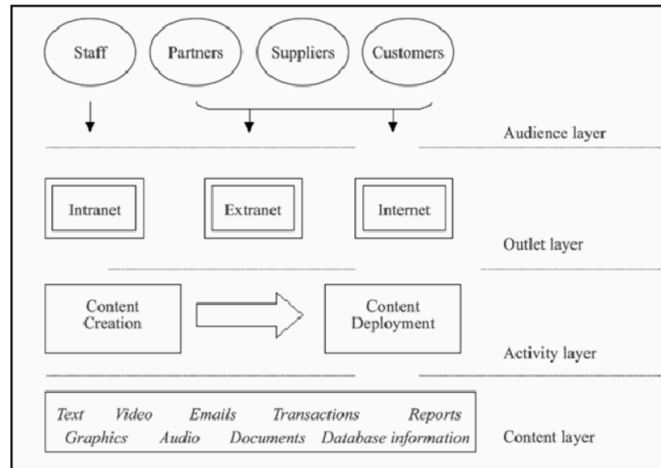 Staff Partners Suppliers Customers
Audience layer
Intranet Extranet Internet
Outlet layer
Content Creation
Content Deployment
Activity layer
Text Video Emails Transactions Reports
Graphics Audio Documents Database information
Content layer